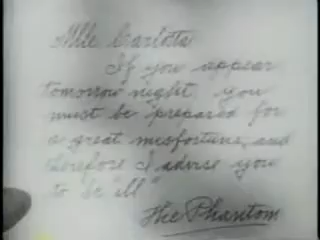 Mlle Carlotta
If you appear
tomorrow night you
must be prepared for
a great misfortune, and
therefore I advise you
to be "ill"
The Phantom